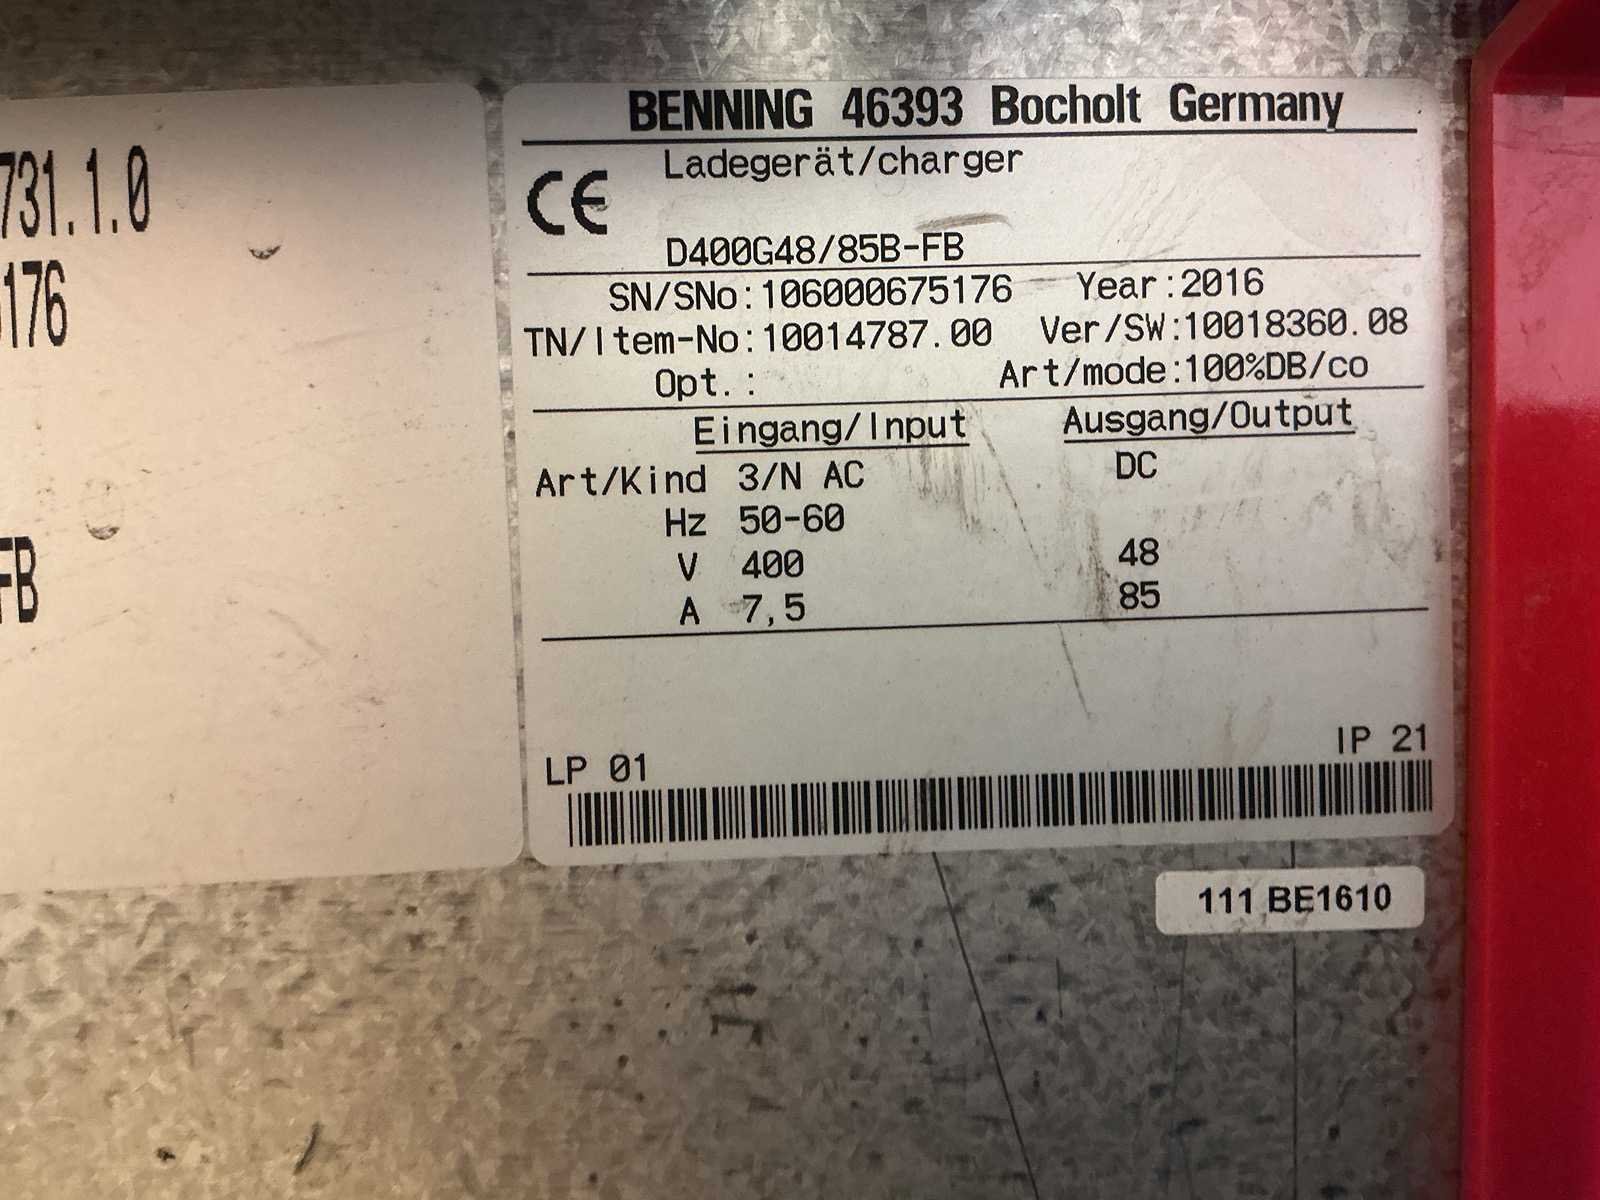 731.1.0
176
FB
BENNING 46393 Bocholt Germany
CE
Ladegerät/charger
D400G48/85B-FB
SN/SNo:106000675176 Year:2016
TN/Item-No:10014787.00 Ver/SW:10018360.08
Opt.: Art/mode:100%DB/co
Eingang/Input Ausgang/Output
Art/Kind 3/N AC DC
Hz 50-60
V 400 48
A 7,5 85
LP 01 IP 21
111 BE1610